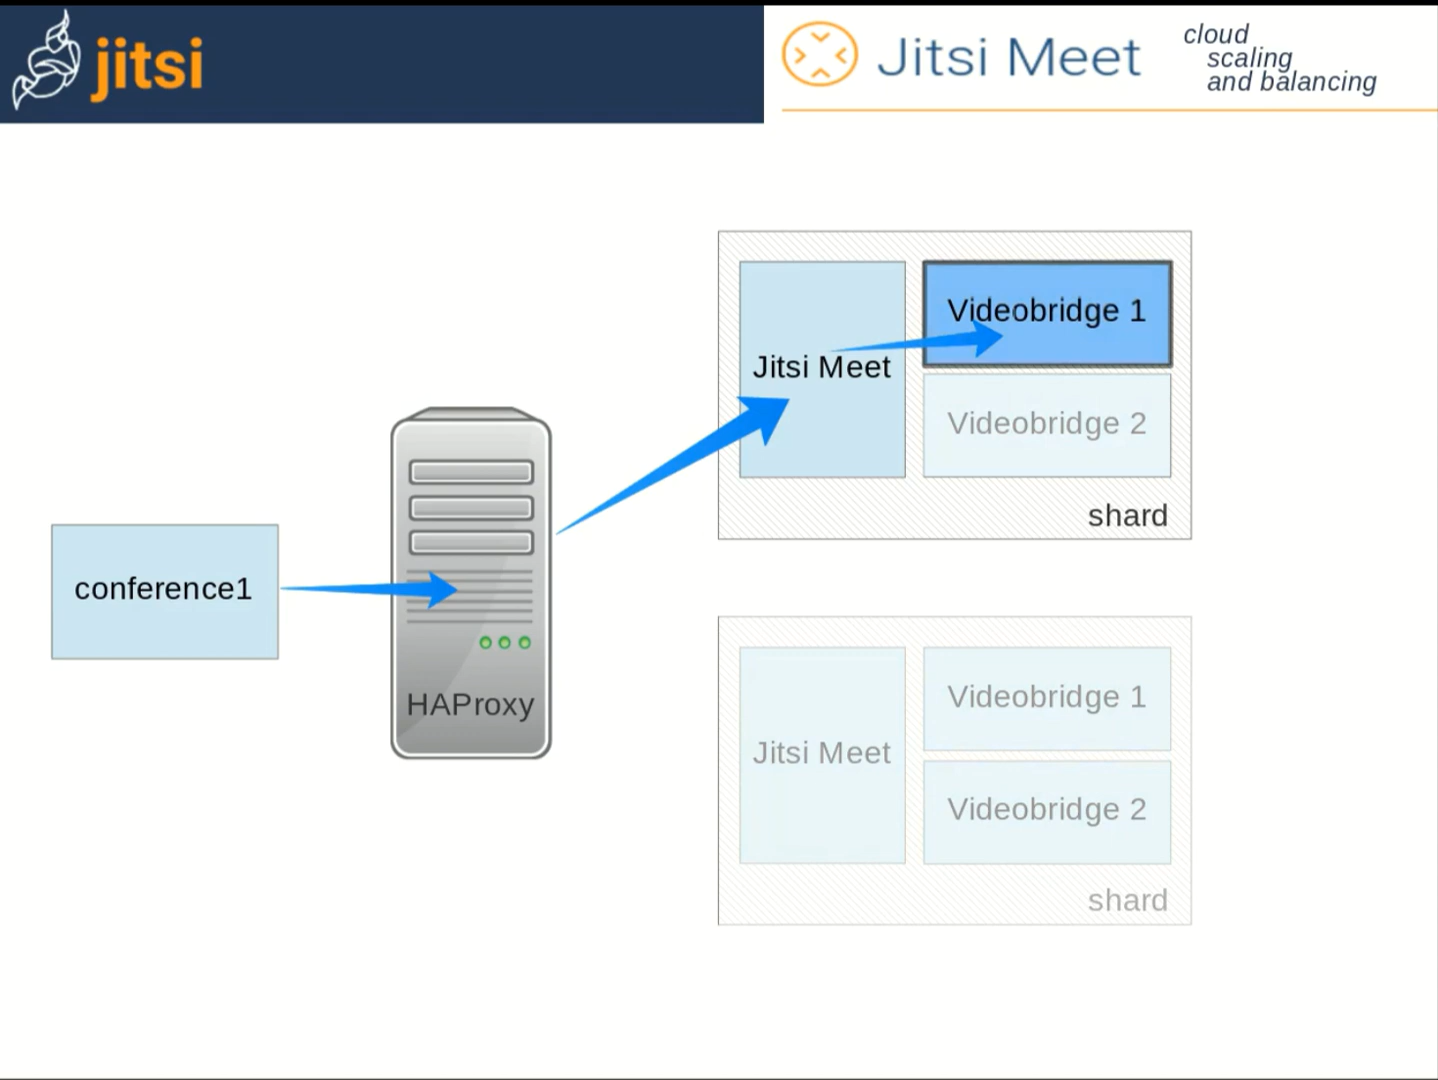 jitsi
Jitsi Meet
cloud
scaling
and balancing
Videobridge 1
Jitsi Meet
Videobridge 2
shard
conference1
HAProxy
Videobridge 1
Jitsi Meet
Videobridge 2
shard